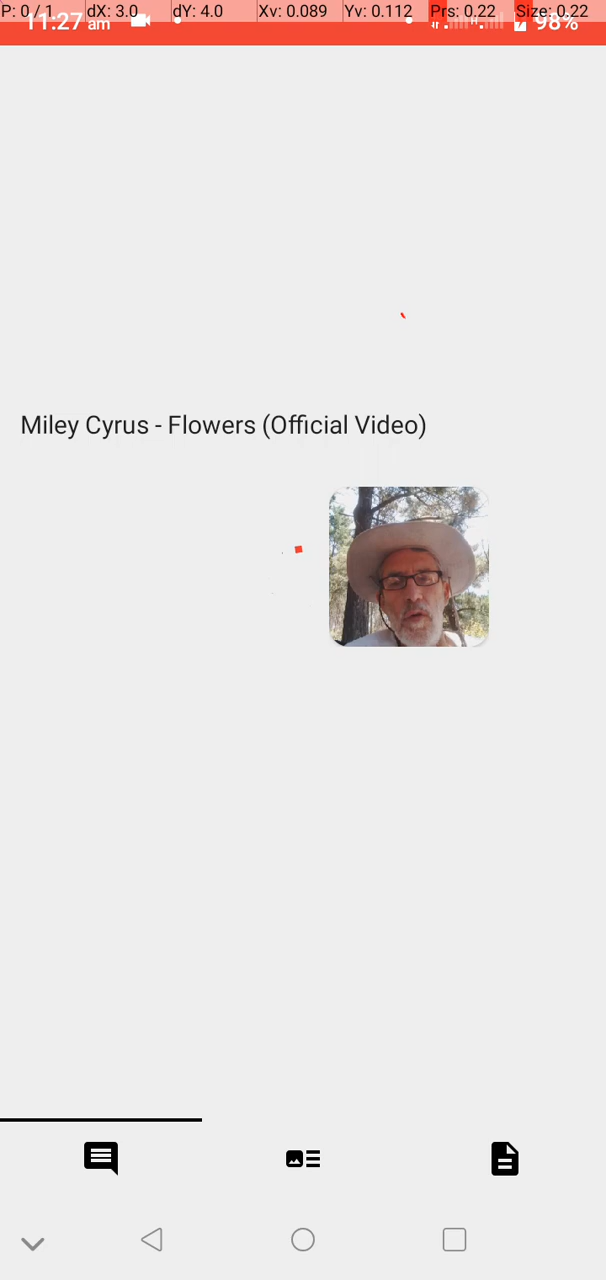 P: 0 / 1 dX: 3.0 dY: 4.0 Xv: 0.089 Yv: 0.112 Prs: 0.22 Size: 0.22
11:27 am 98%
Miley Cyrus - Flowers (Official Video)